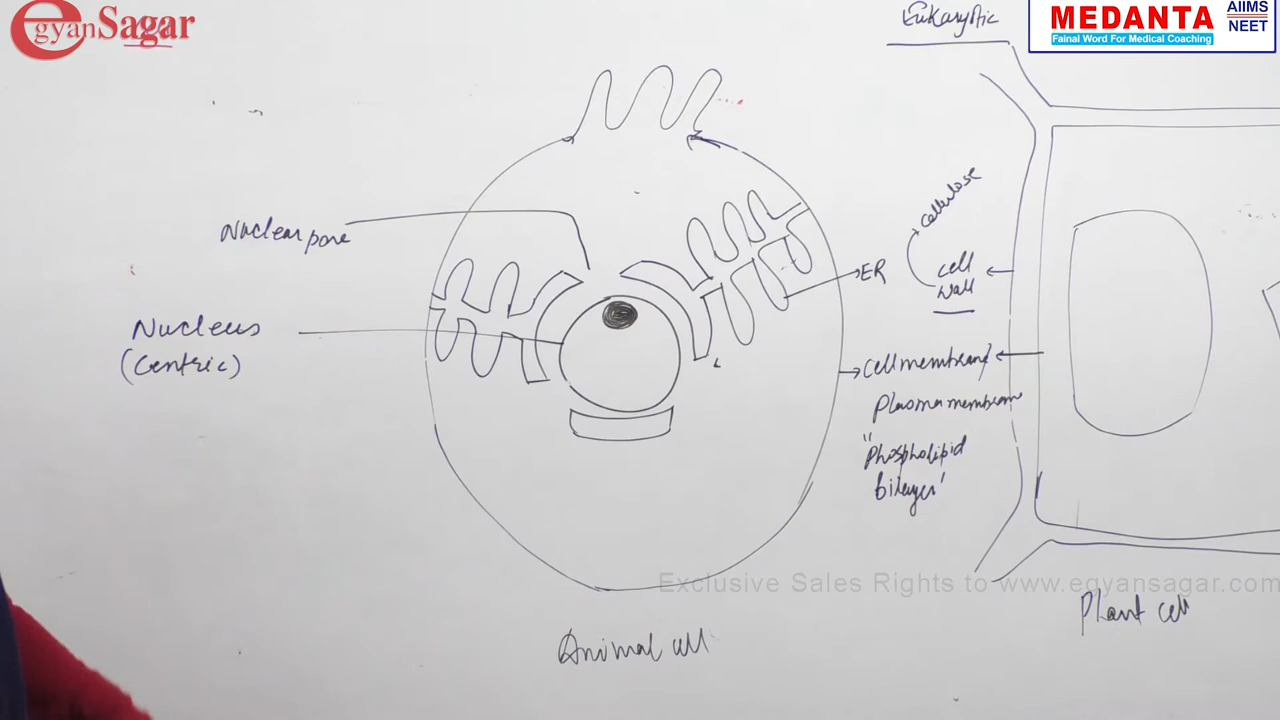 egyanSagar
Eukaryotic
MEDANTA
Fainal Word For Medical Coaching
AIIMS
NEET
Nuclear pore
Nucleus
(Centric)
ER
cellulose
cell
wall
cell membrane
Plasma membrane
"Phospholipid
bilayer"
Exclusive Sales Rights to www.egyansagar.com
Animal cell
Plant cell